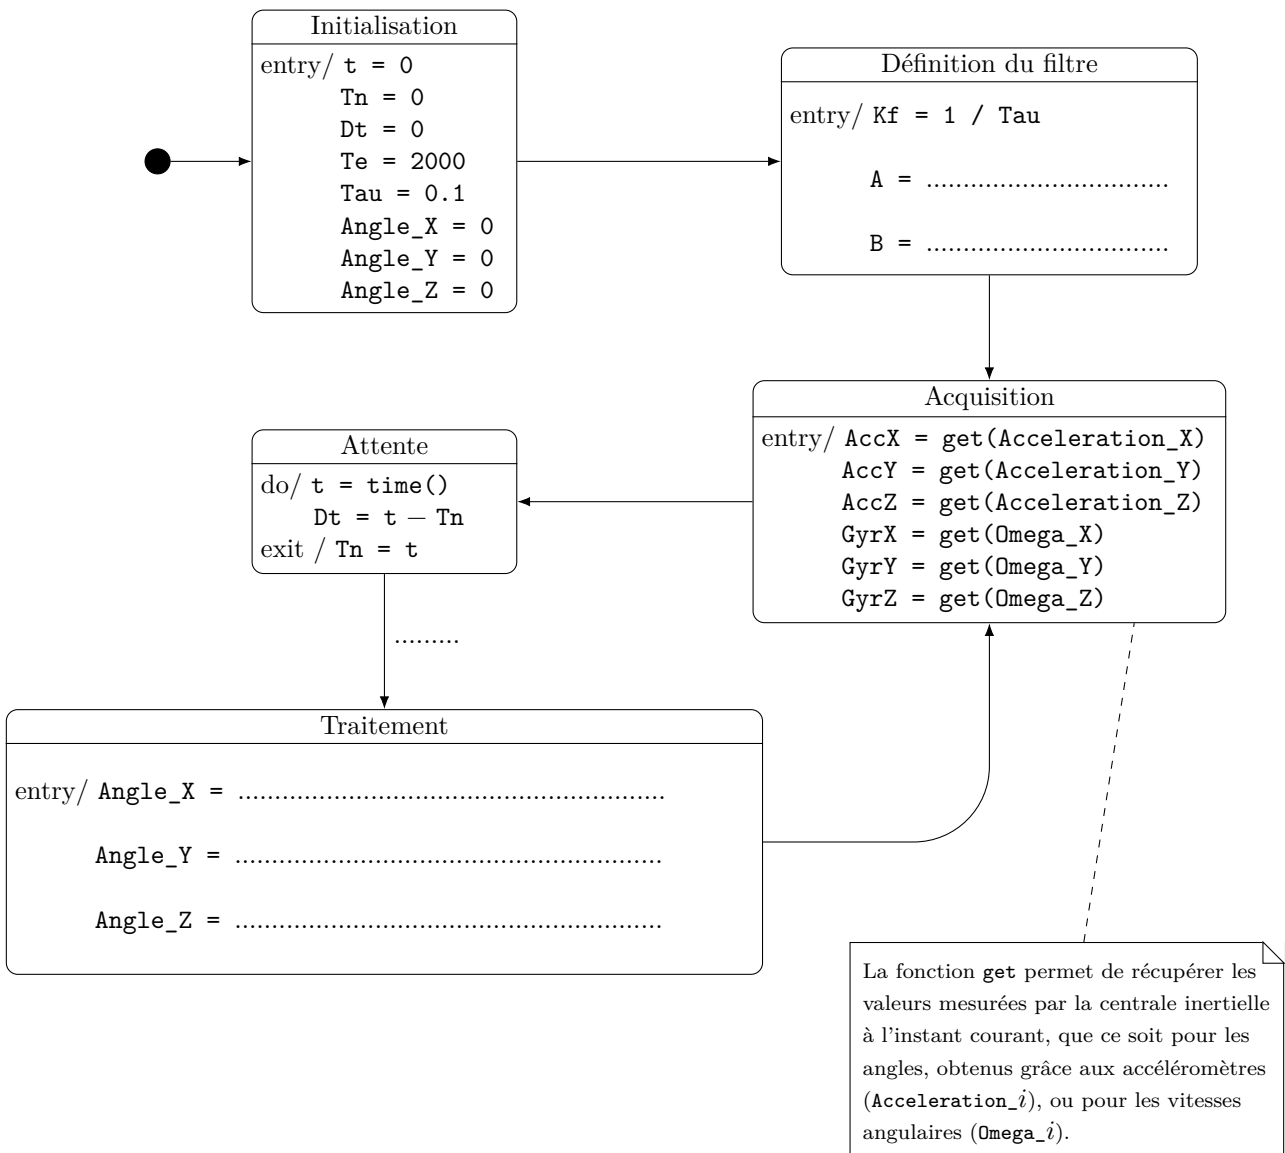 Initialisation
entry/ t = 0
Tn = 0
Dt = 0
Te = 2000
Tau = 0.1
Angle_X = 0
Angle_Y = 0
Angle_Z = 0
Définition du filtre
entry/ Kf = 1 / Tau
A = .................................
B = .................................
Acquisition
entry/ AccX = get(Acceleration_X)
AccY = get(Acceleration_Y)
AccZ = get(Acceleration_Z)
GyrX = get(Omega_X)
GyrY = get(Omega_Y)
GyrZ = get(Omega_Z)
Attente
do/ t = time()
Dt = t − Tn
exit / Tn = t
.........
Traitement
entry/ Angle_X = ..........................................................
Angle_Y = ..........................................................
Angle_Z = ..........................................................
La fonction get permet de récupérer les
valeurs mesurées par la centrale inertielle
à l'instant courant, que ce soit pour les
angles, obtenus grâce aux accéléromètres
(Acceleration_i), ou pour les vitesses
angulaires (Omega_i).